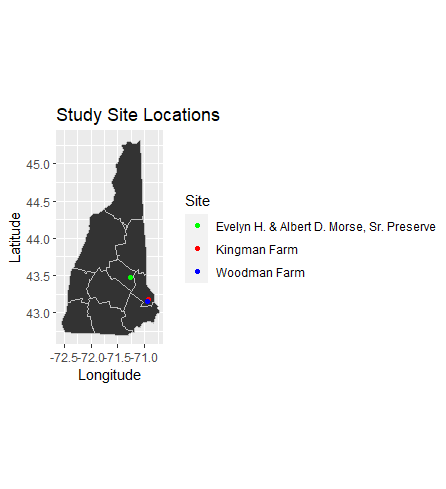 Study Site Locations
45.0
44.5
44.0
43.5
43.0
Latitude
-72.5 -72.0 -71.5 -71.0
Longitude
Site
Evelyn H. & Albert D. Morse, Sr. Preserve
Kingman Farm
Woodman Farm